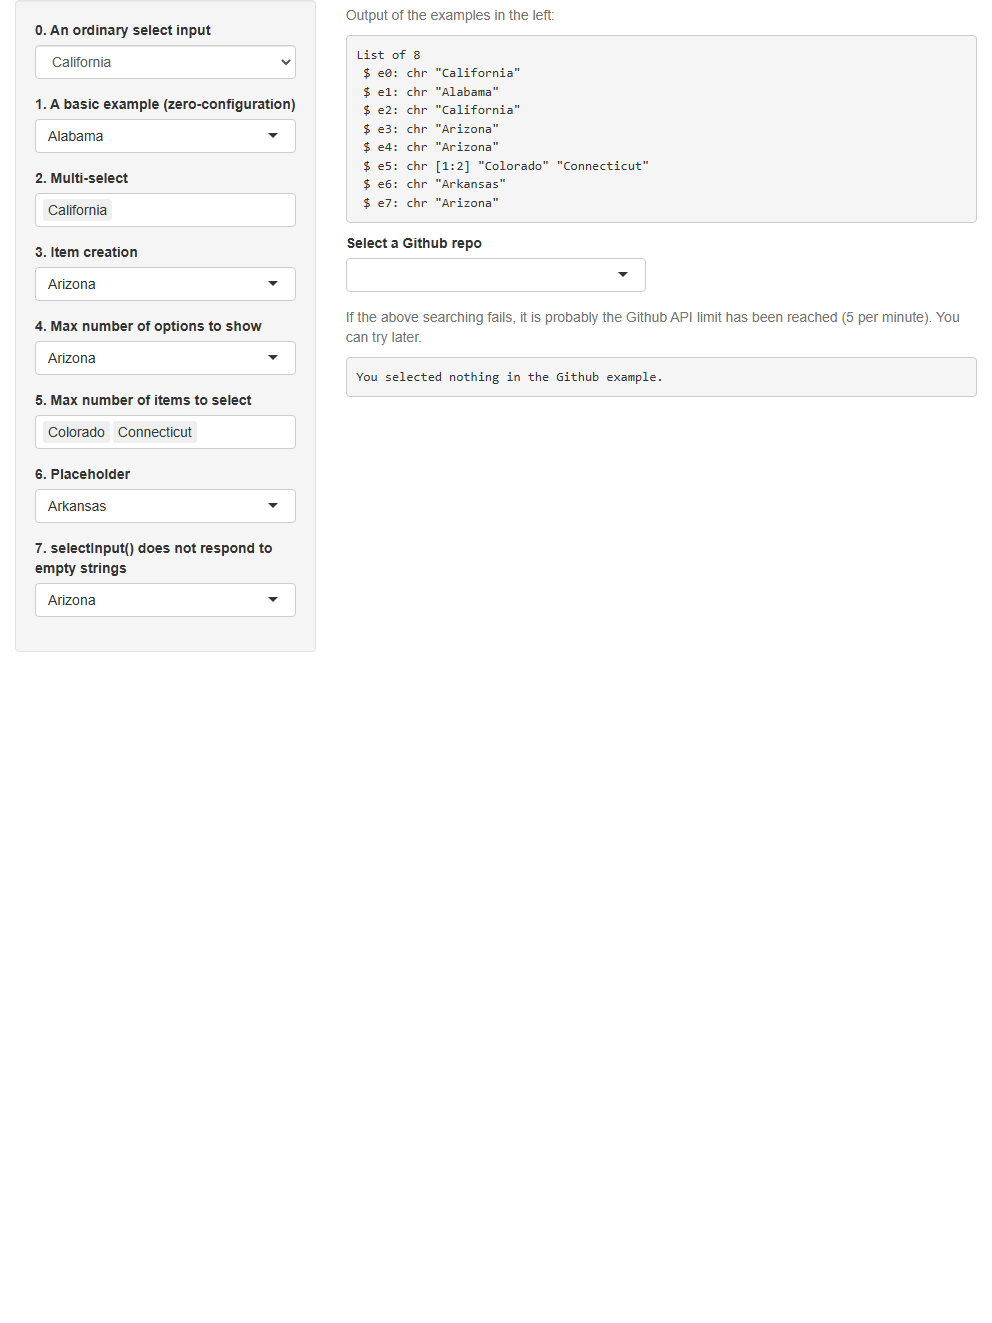 0. An ordinary select input
California
1. A basic example (zero-configuration)
Alabama
2. Multi-select
California
3. Item creation
Arizona
4. Max number of options to show
Arizona
5. Max number of items to select
Colorado Connecticut
6. Placeholder
Arkansas
7. selectInput() does not respond to
empty strings
Arizona
Output of the examples in the left:
List of 8
 $ e0: chr "California"
 $ e1: chr "Alabama"
 $ e2: chr "California"
 $ e3: chr "Arizona"
 $ e4: chr "Arizona"
 $ e5: chr [1:2] "Colorado" "Connecticut"
 $ e6: chr "Arkansas"
 $ e7: chr "Arizona"
Select a Github repo
If the above searching fails, it is probably the Github API limit has been reached (5 per minute). You
can try later.
You selected nothing in the Github example.